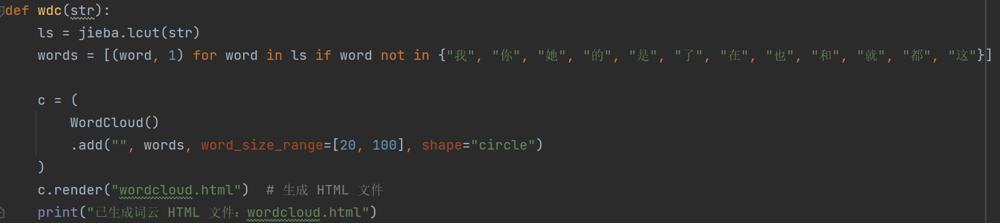 def wdc(str):
    ls = jieba.lcut(str)
    words = [(word, 1) for word in ls if word not in {"我", "你", "她", "的", "是", "了", "在", "也", "和", "就", "都", "这"}]
    c = (
        WordCloud()
        .add("", words, word_size_range=[20, 100], shape="circle")
    )
    c.render("wordcloud.html")  # 生成 HTML 文件
    print("已生成词云 HTML 文件：wordcloud.html")